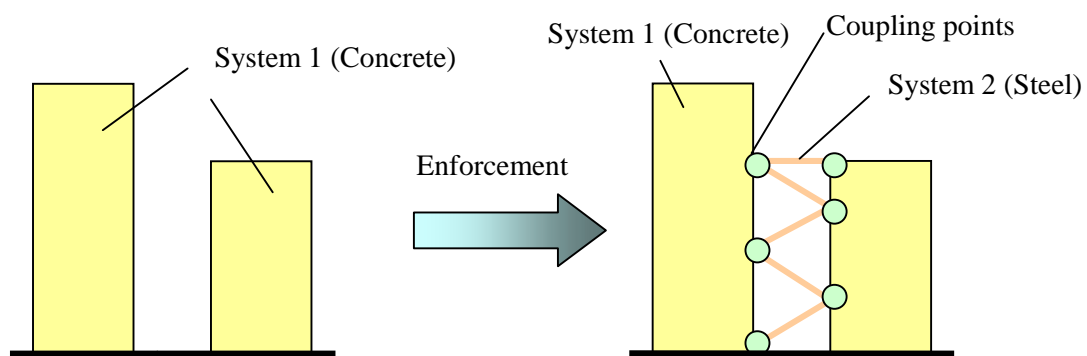 System 1 (Concrete)
Enforcement
System 1 (Concrete)
Coupling points
System 2 (Steel)